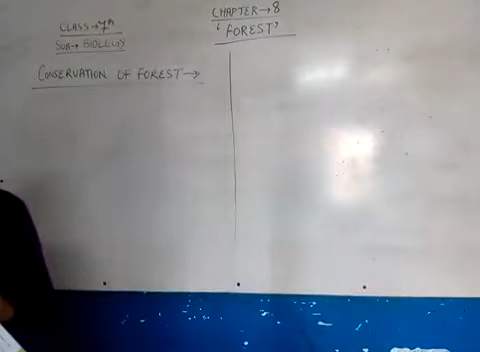 CLASS→7th
SUB→ BIOLOGY
CHAPTER→8
'FOREST'
CONSERVATION OF FOREST→